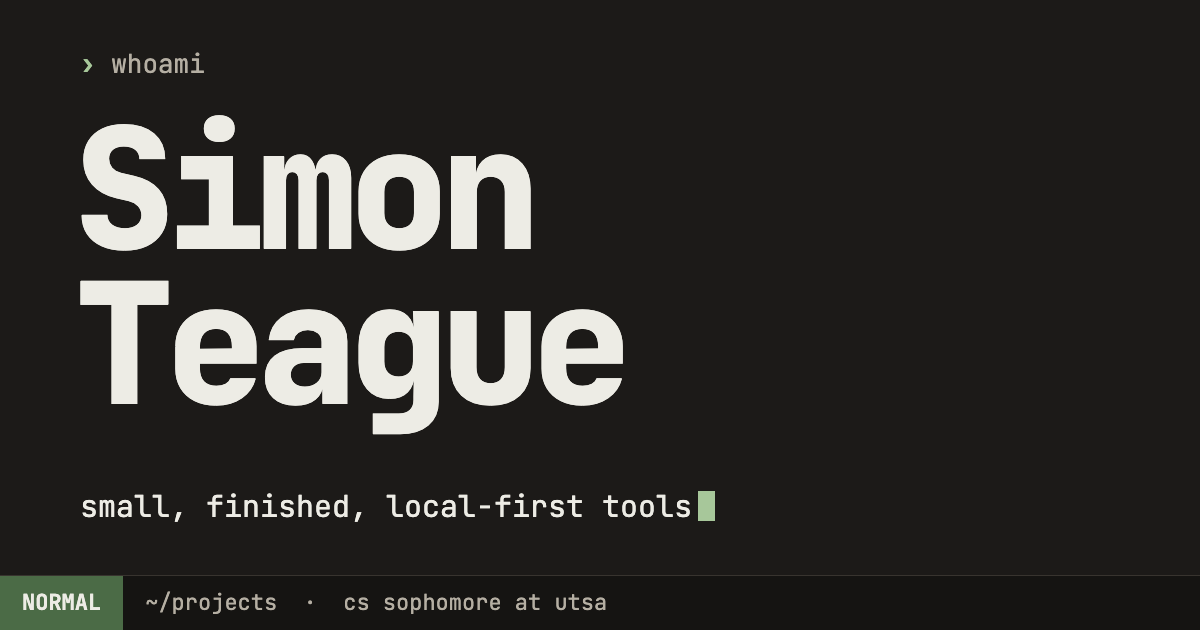 › whoami
Simon
Teague
small, finished, local-first tools
NORMAL ~/projects · cs sophomore at utsa